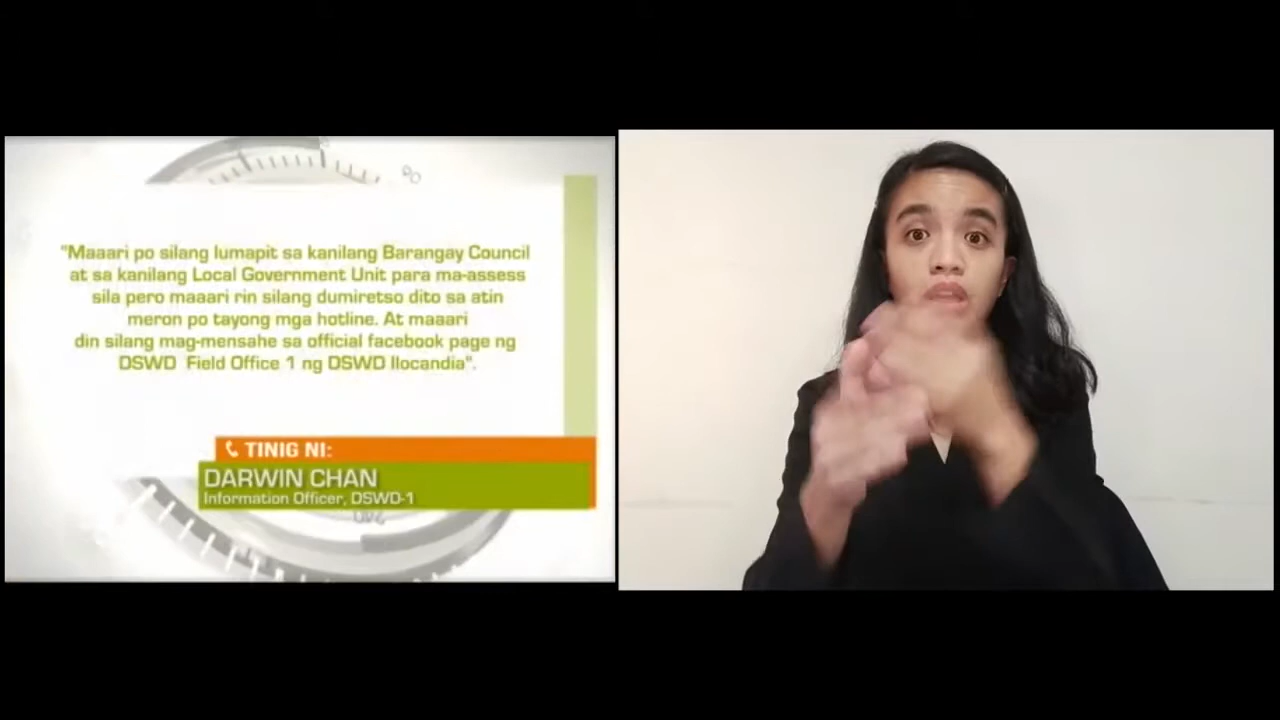 "Maaari po silang lumapit sa kanilang Barangay Council
at sa kanilang Local Government Unit para ma-assess
sila pero maaari rin silang dumiretso dito sa atin
meron po tayong mga hotline. At maaari
din silang mag-mensahe sa official facebook page ng
DSWD Field Office 1 ng DSWD Ilocandia".
TINIG NI:
DARWIN CHAN
Information Officer, DSWD-1